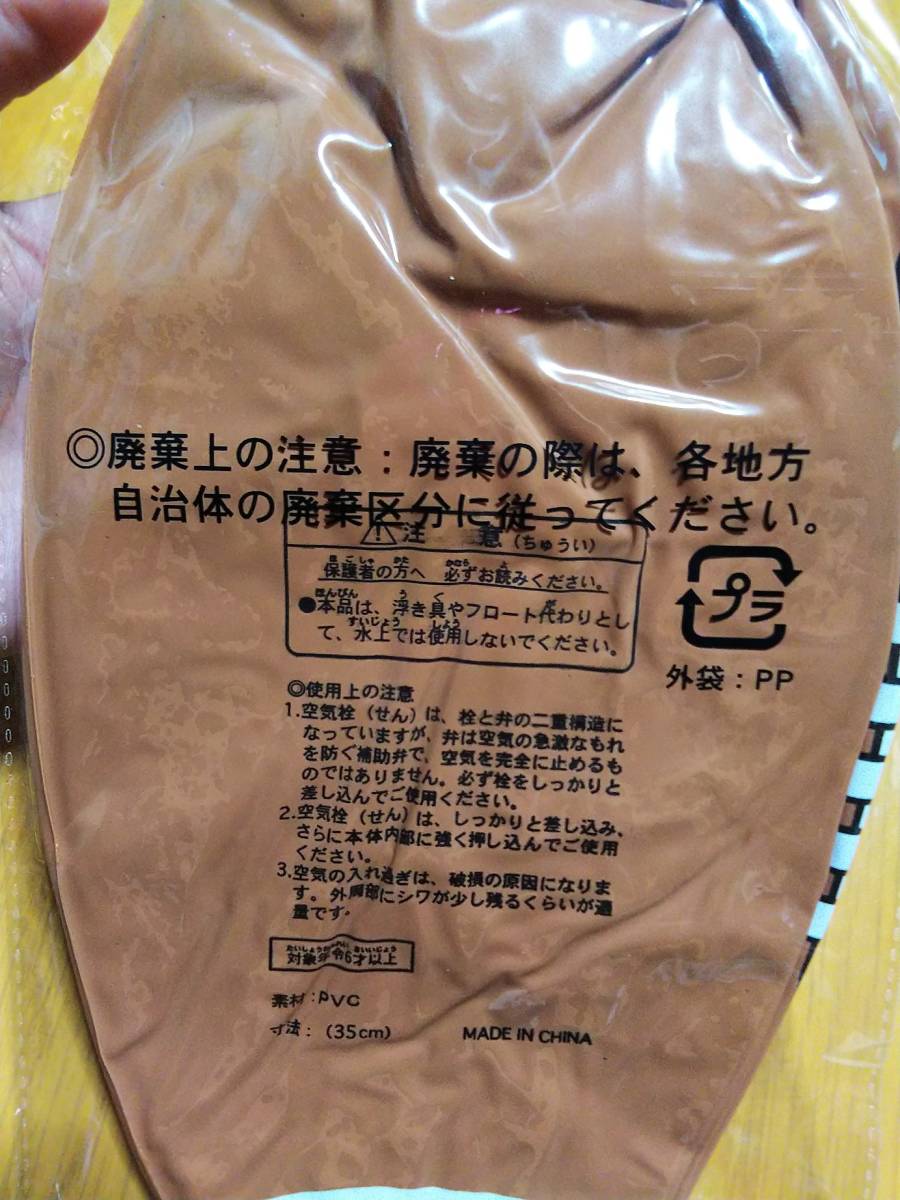 ◎廃棄上の注意：廃棄の際は、各地方
自治体の廃棄区分に従ってください。
⚠注　意(ちゅうい)
保護者の方へ 必ずお読みください。
●本品は、浮き具やフロート代わりとし
て、水上では使用しないでください。
プラ
外袋：PP
◎使用上の注意
1.空気栓（せん）は、栓と弁の二重構造に
なっていますが、弁は空気の急激なもれ
を防ぐ補助弁で、空気を完全に止めるも
のではありません。必ず栓をしっかりと
差し込んでご使用ください。
2.空気栓（せん）は、しっかりと差し込み、
さらに本体内部に強く押し込んでご使用
ください。
3.空気の入れ過ぎは、破損の原因になりま
す。外胴部にシワが少し残るくらいが適
量です。
対象年令6才以上
素材：PVC
寸法：（35cm）
MADE IN CHINA